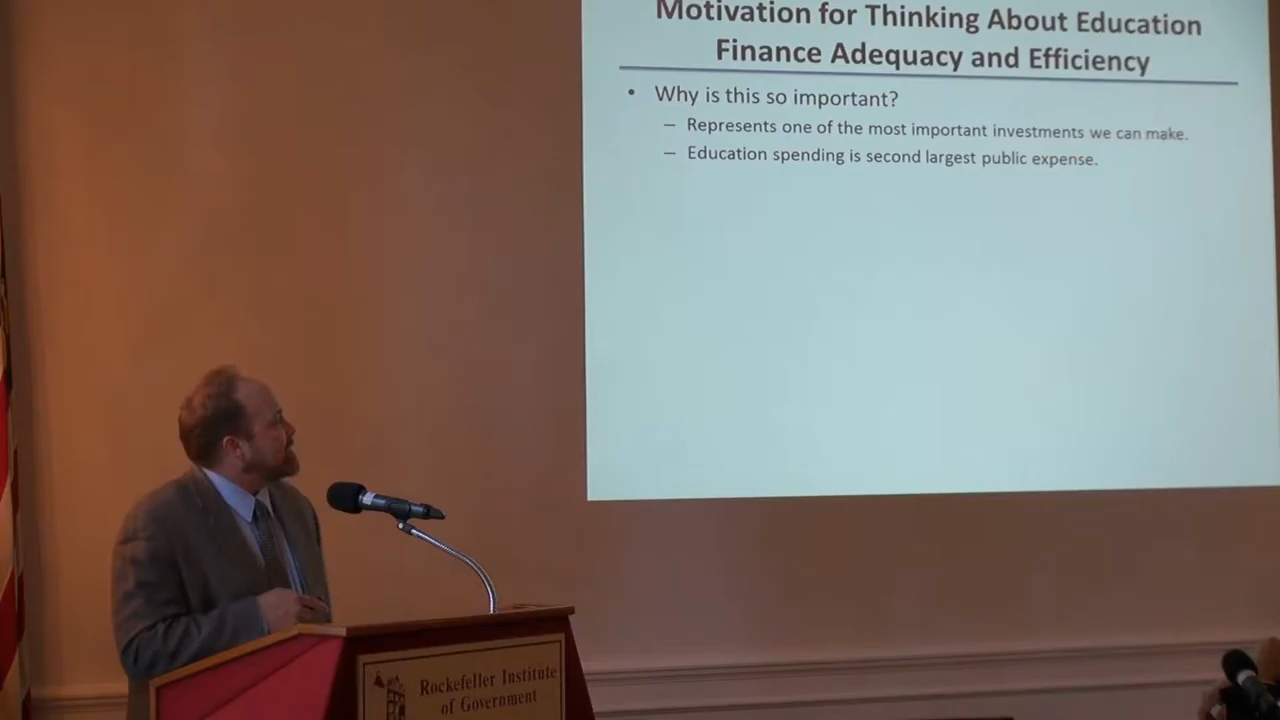 Motivation for Thinking About Education
Finance Adequacy and Efficiency
• Why is this so important?
– Represents one of the most important investments we can make.
– Education spending is second largest public expense.
Rockefeller Institute
of Government